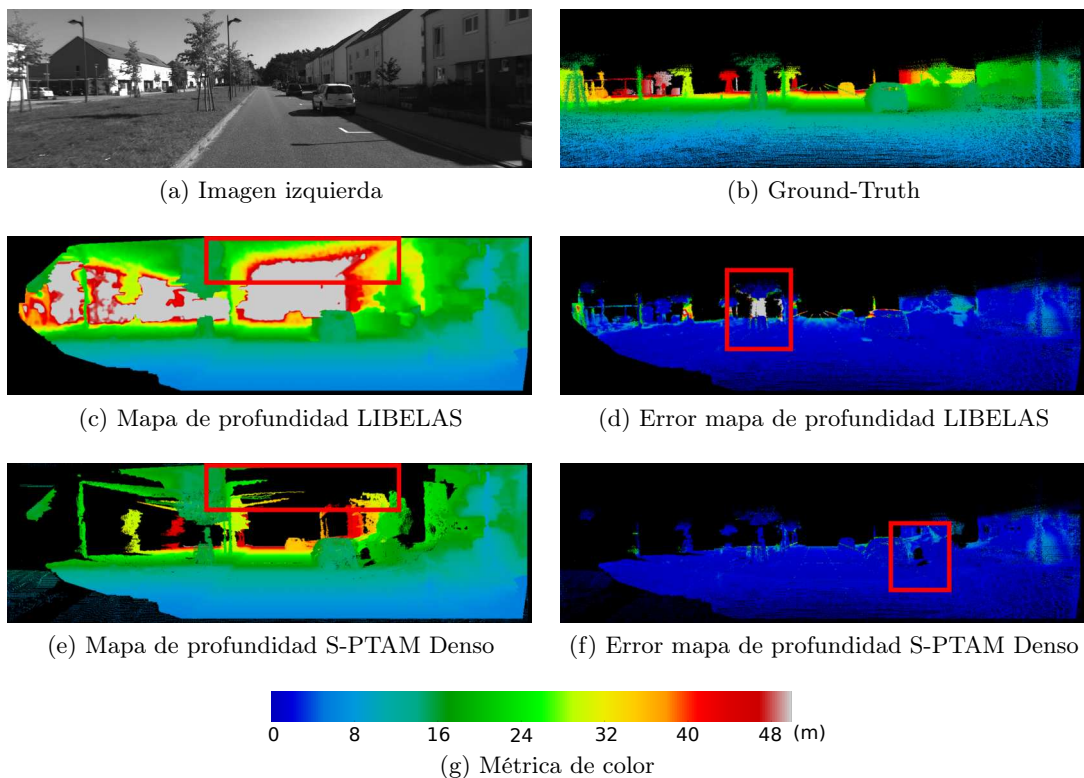 (a) Imagen izquierda
(b) Ground-Truth
(c) Mapa de profundidad LIBELAS
(d) Error mapa de profundidad LIBELAS
(e) Mapa de profundidad S-PTAM Denso
(f) Error mapa de profundidad S-PTAM Denso
0 8 16 24 32 40 48 (m)
(g) Métrica de color